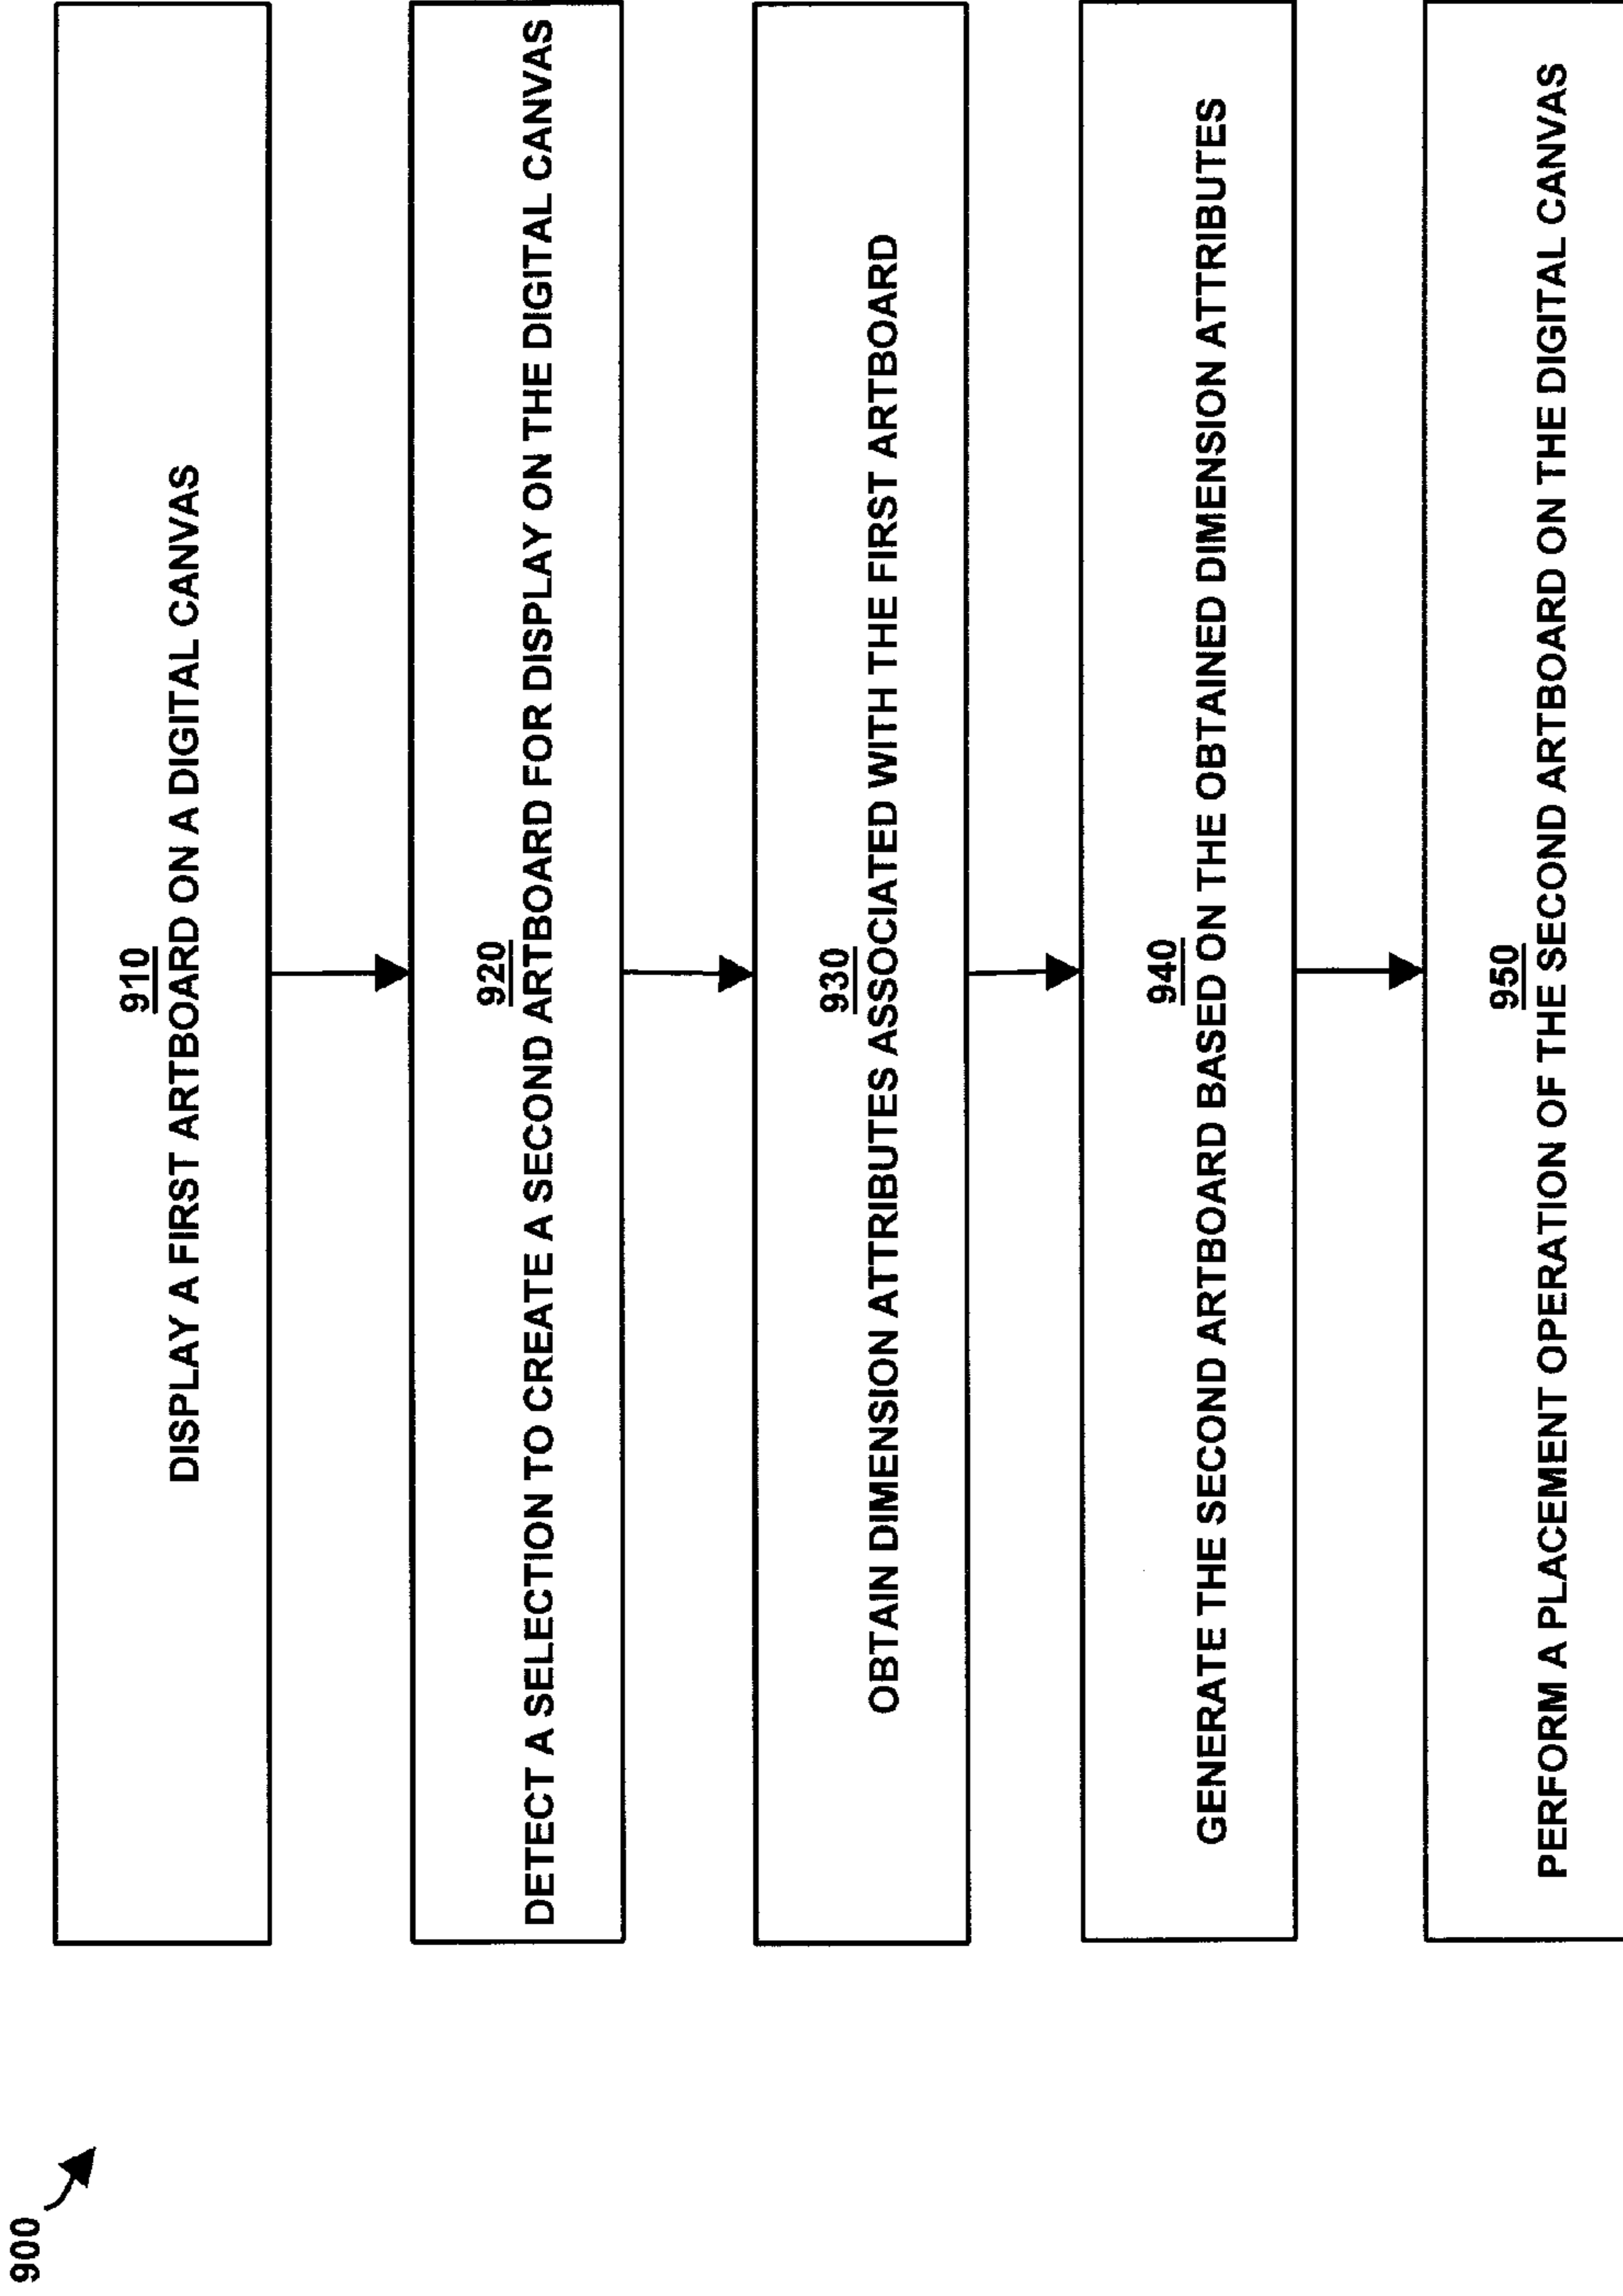 900
910
DISPLAY A FIRST ARTBOARD ON A DIGITAL CANVAS
920
DETECT A SELECTION TO CREATE A SECOND ARTBOARD FOR DISPLAY ON THE DIGITAL CANVAS
930
OBTAIN DIMENSION ATTRIBUTES ASSOCIATED WITH THE FIRST ARTBOARD
940
GENERATE THE SECOND ARTBOARD BASED ON THE OBTAINED DIMENSION ATTRIBUTES
950
PERFORM A PLACEMENT OPERATION OF THE SECOND ARTBOARD ON THE DIGITAL CANVAS